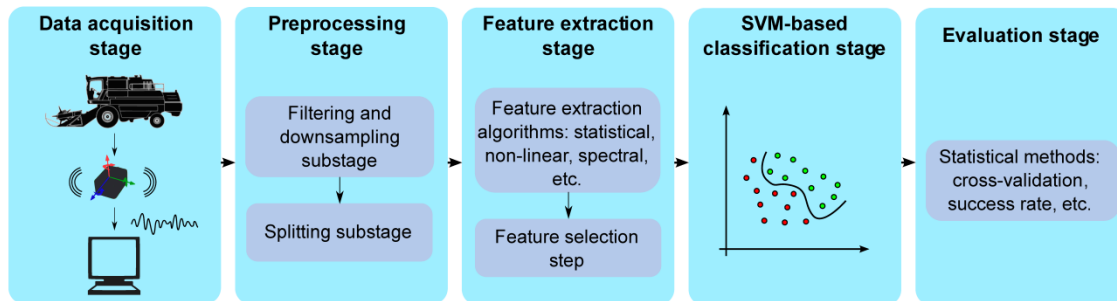 Data acquisition
stage
Preprocessing
stage
Filtering and
downsampling
substage
Splitting substage
Feature extraction
stage
Feature extraction
algorithms: statistical,
non-linear, spectral,
etc.
Feature selection
step
SVM-based
classification stage
Evaluation stage
Statistical methods:
cross-validation,
success rate, etc.